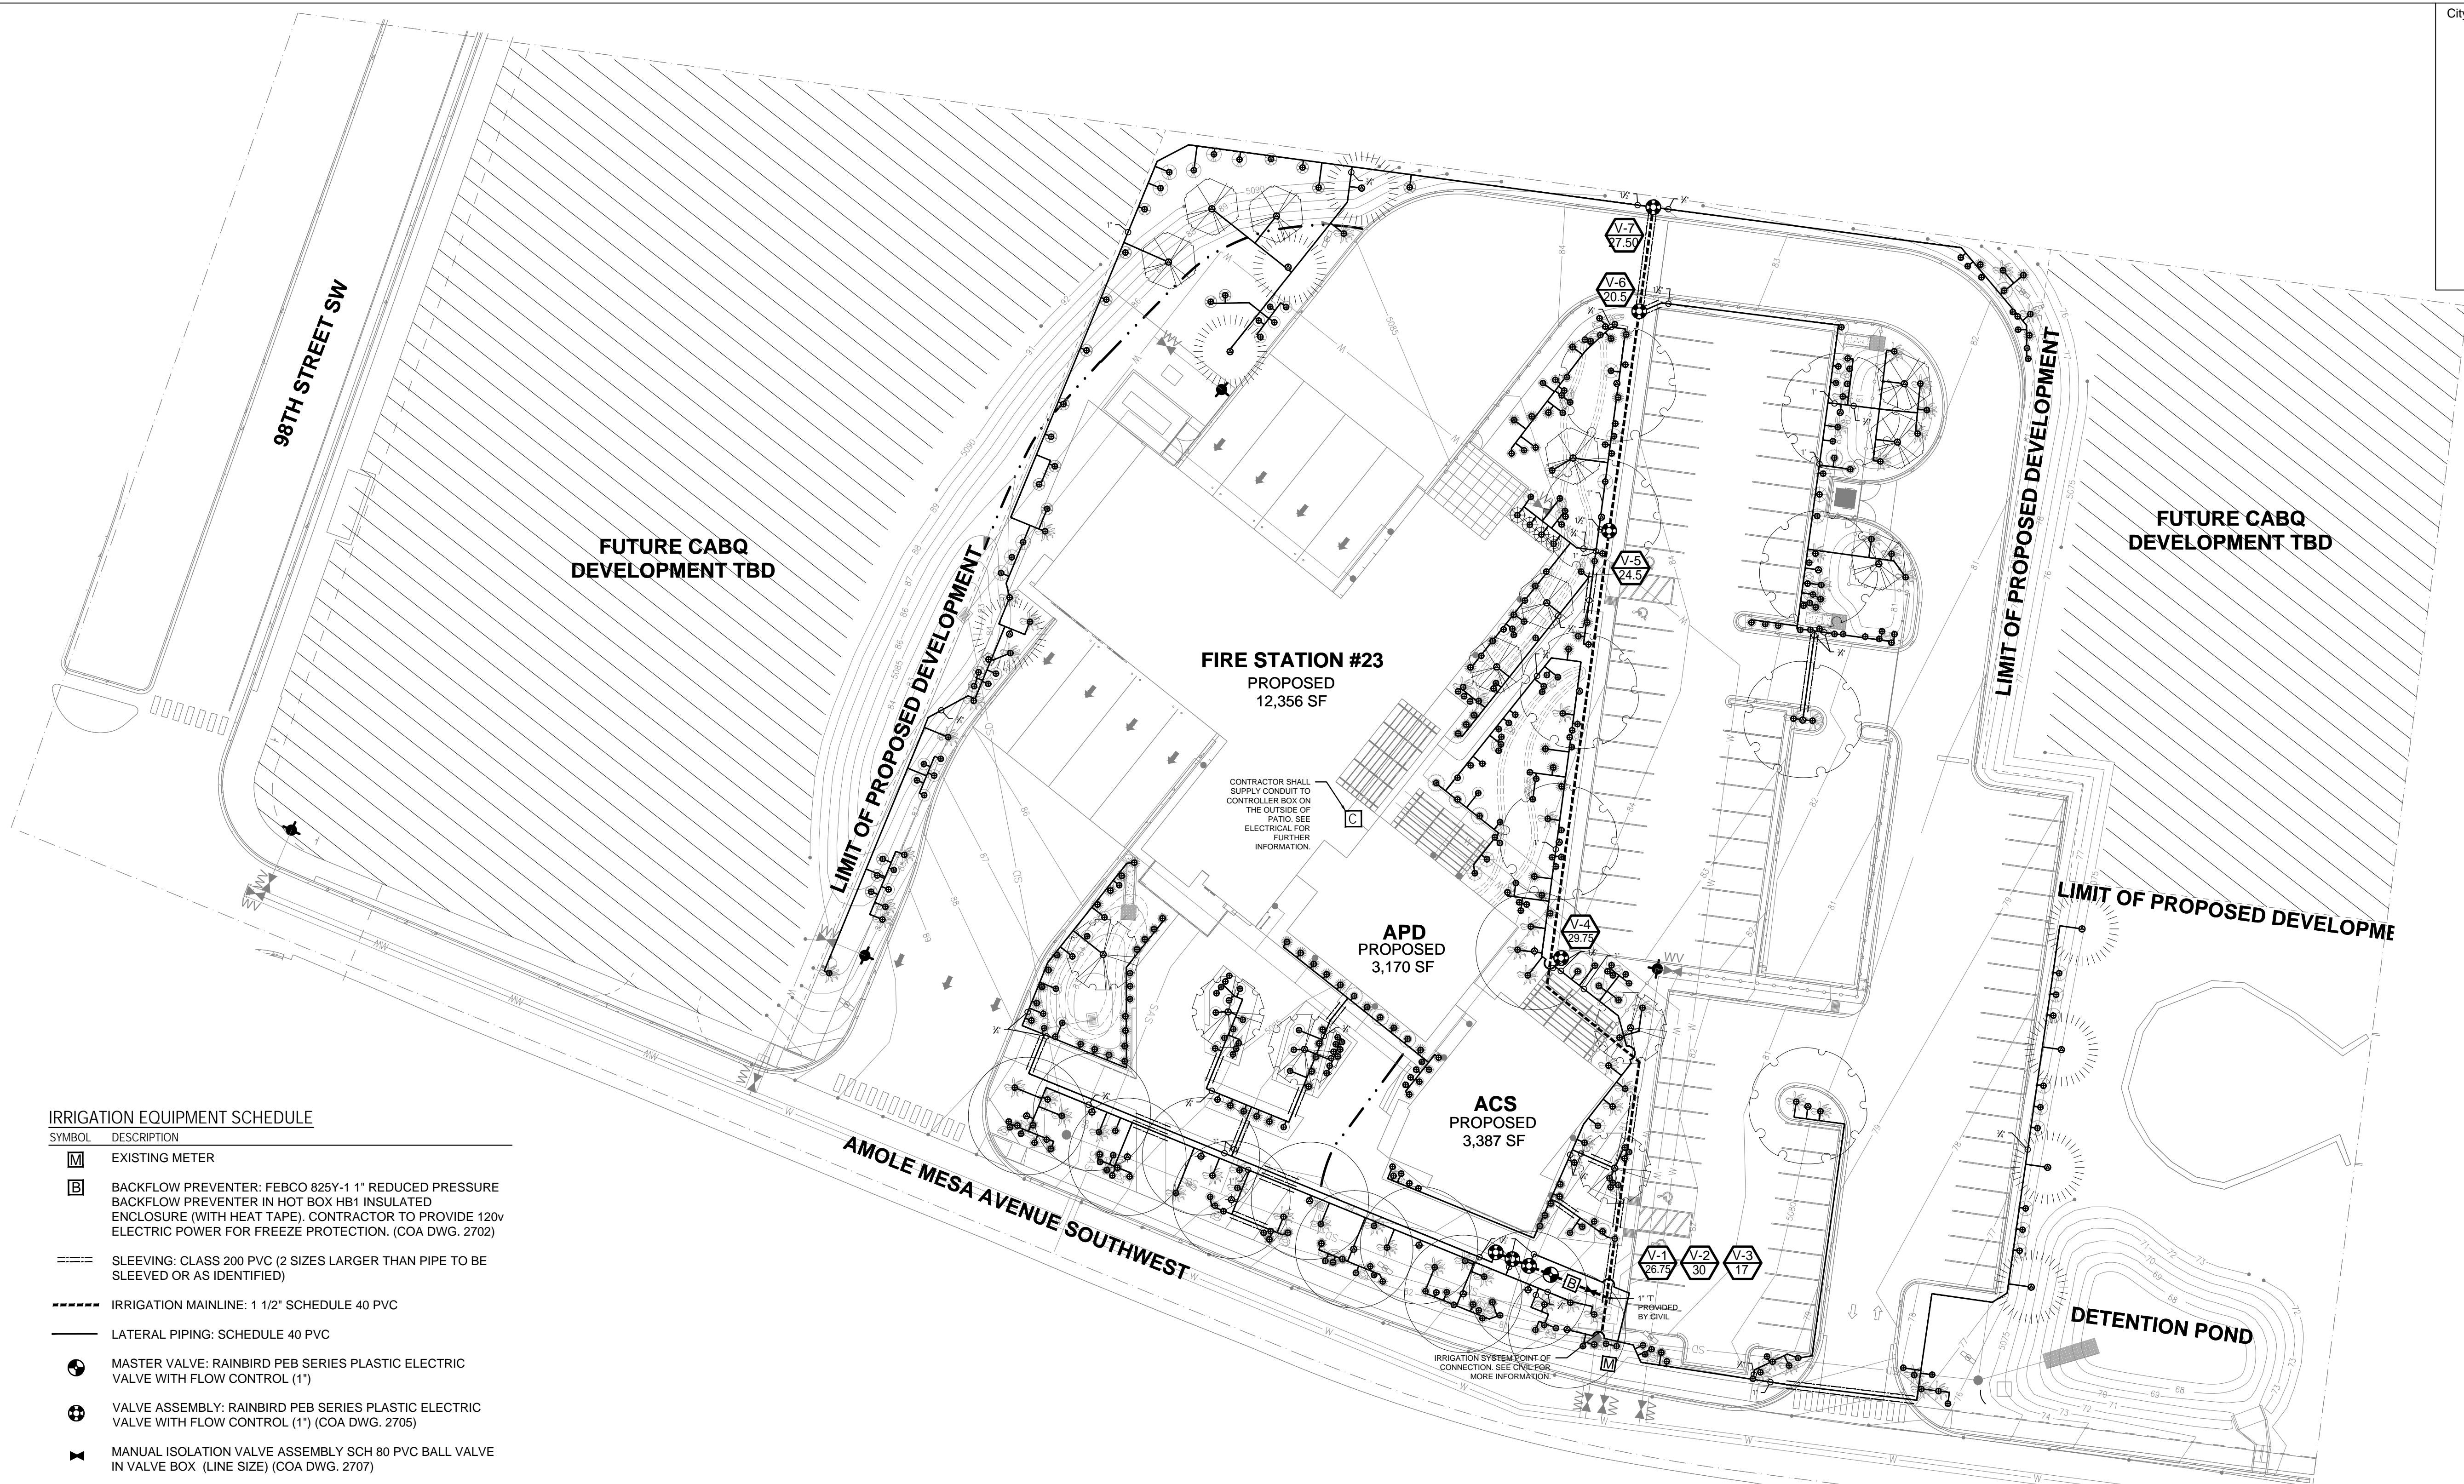 City
98TH STREET SW
FUTURE CABQ
DEVELOPMENT TBD
LIMIT OF PROPOSED DEVELOPMENT
V-7
27.50
V-6
20.5
V-5
24.5
LIMIT OF PROPOSED DEVELOPMENT
FUTURE CABQ
DEVELOPMENT TBD
FIRE STATION #23
PROPOSED
12,356 SF
CONTRACTOR SHALL
SUPPLY CONDUIT TO
CONTROLLER BOX ON
THE OUTSIDE OF
PATIO. SEE
ELECTRICAL FOR
FURTHER
INFORMATION.
C
LIMIT OF PROPOSED DEVELOPME
APD
PROPOSED
3,170 SF
V-4
29.75
ACS
PROPOSED
3,387 SF
V-1
26.75
V-2
30
V-3
17
B
1" 'T'
PROVIDED
BY CIVIL
IRRIGATION SYSTEM POINT OF
CONNECTION. SEE CIVIL FOR
MORE INFORMATION.
M
AMOLE MESA AVENUE SOUTHWEST
DETENTION POND
IRRIGATION EQUIPMENT SCHEDULE
SYMBOL DESCRIPTION
M EXISTING METER
B BACKFLOW PREVENTER: FEBCO 825Y-1 1" REDUCED PRESSURE
BACKFLOW PREVENTER IN HOT BOX HB1 INSULATED
ENCLOSURE (WITH HEAT TAPE). CONTRACTOR TO PROVIDE 120v
ELECTRIC POWER FOR FREEZE PROTECTION. (COA DWG. 2702)
SLEEVING: CLASS 200 PVC (2 SIZES LARGER THAN PIPE TO BE
SLEEVED OR AS IDENTIFIED)
IRRIGATION MAINLINE: 1 1/2" SCHEDULE 40 PVC
LATERAL PIPING: SCHEDULE 40 PVC
MASTER VALVE: RAINBIRD PEB SERIES PLASTIC ELECTRIC
VALVE WITH FLOW CONTROL (1")
VALVE ASSEMBLY: RAINBIRD PEB SERIES PLASTIC ELECTRIC
VALVE WITH FLOW CONTROL (1") (COA DWG. 2705)
MANUAL ISOLATION VALVE ASSEMBLY SCH 80 PVC BALL VALVE
IN VALVE BOX (LINE SIZE) (COA DWG. 2707)